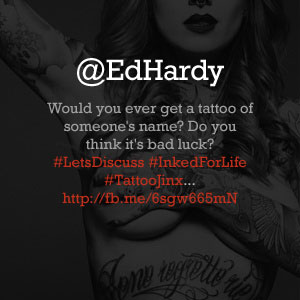 @EdHardy
Would you ever get a tattoo of
someone's name? Do you
think it's bad luck?
#LetsDiscuss #InkedForLife
#TattooJinx...
http://fb.me/6sgw665mN